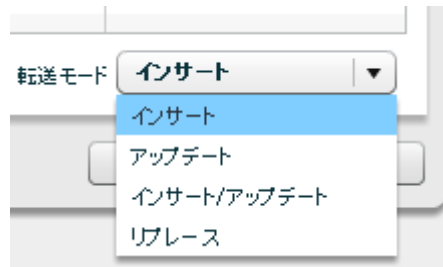 転送モード インサート
インサート
アップデート
インサート/アップデート
リプレース